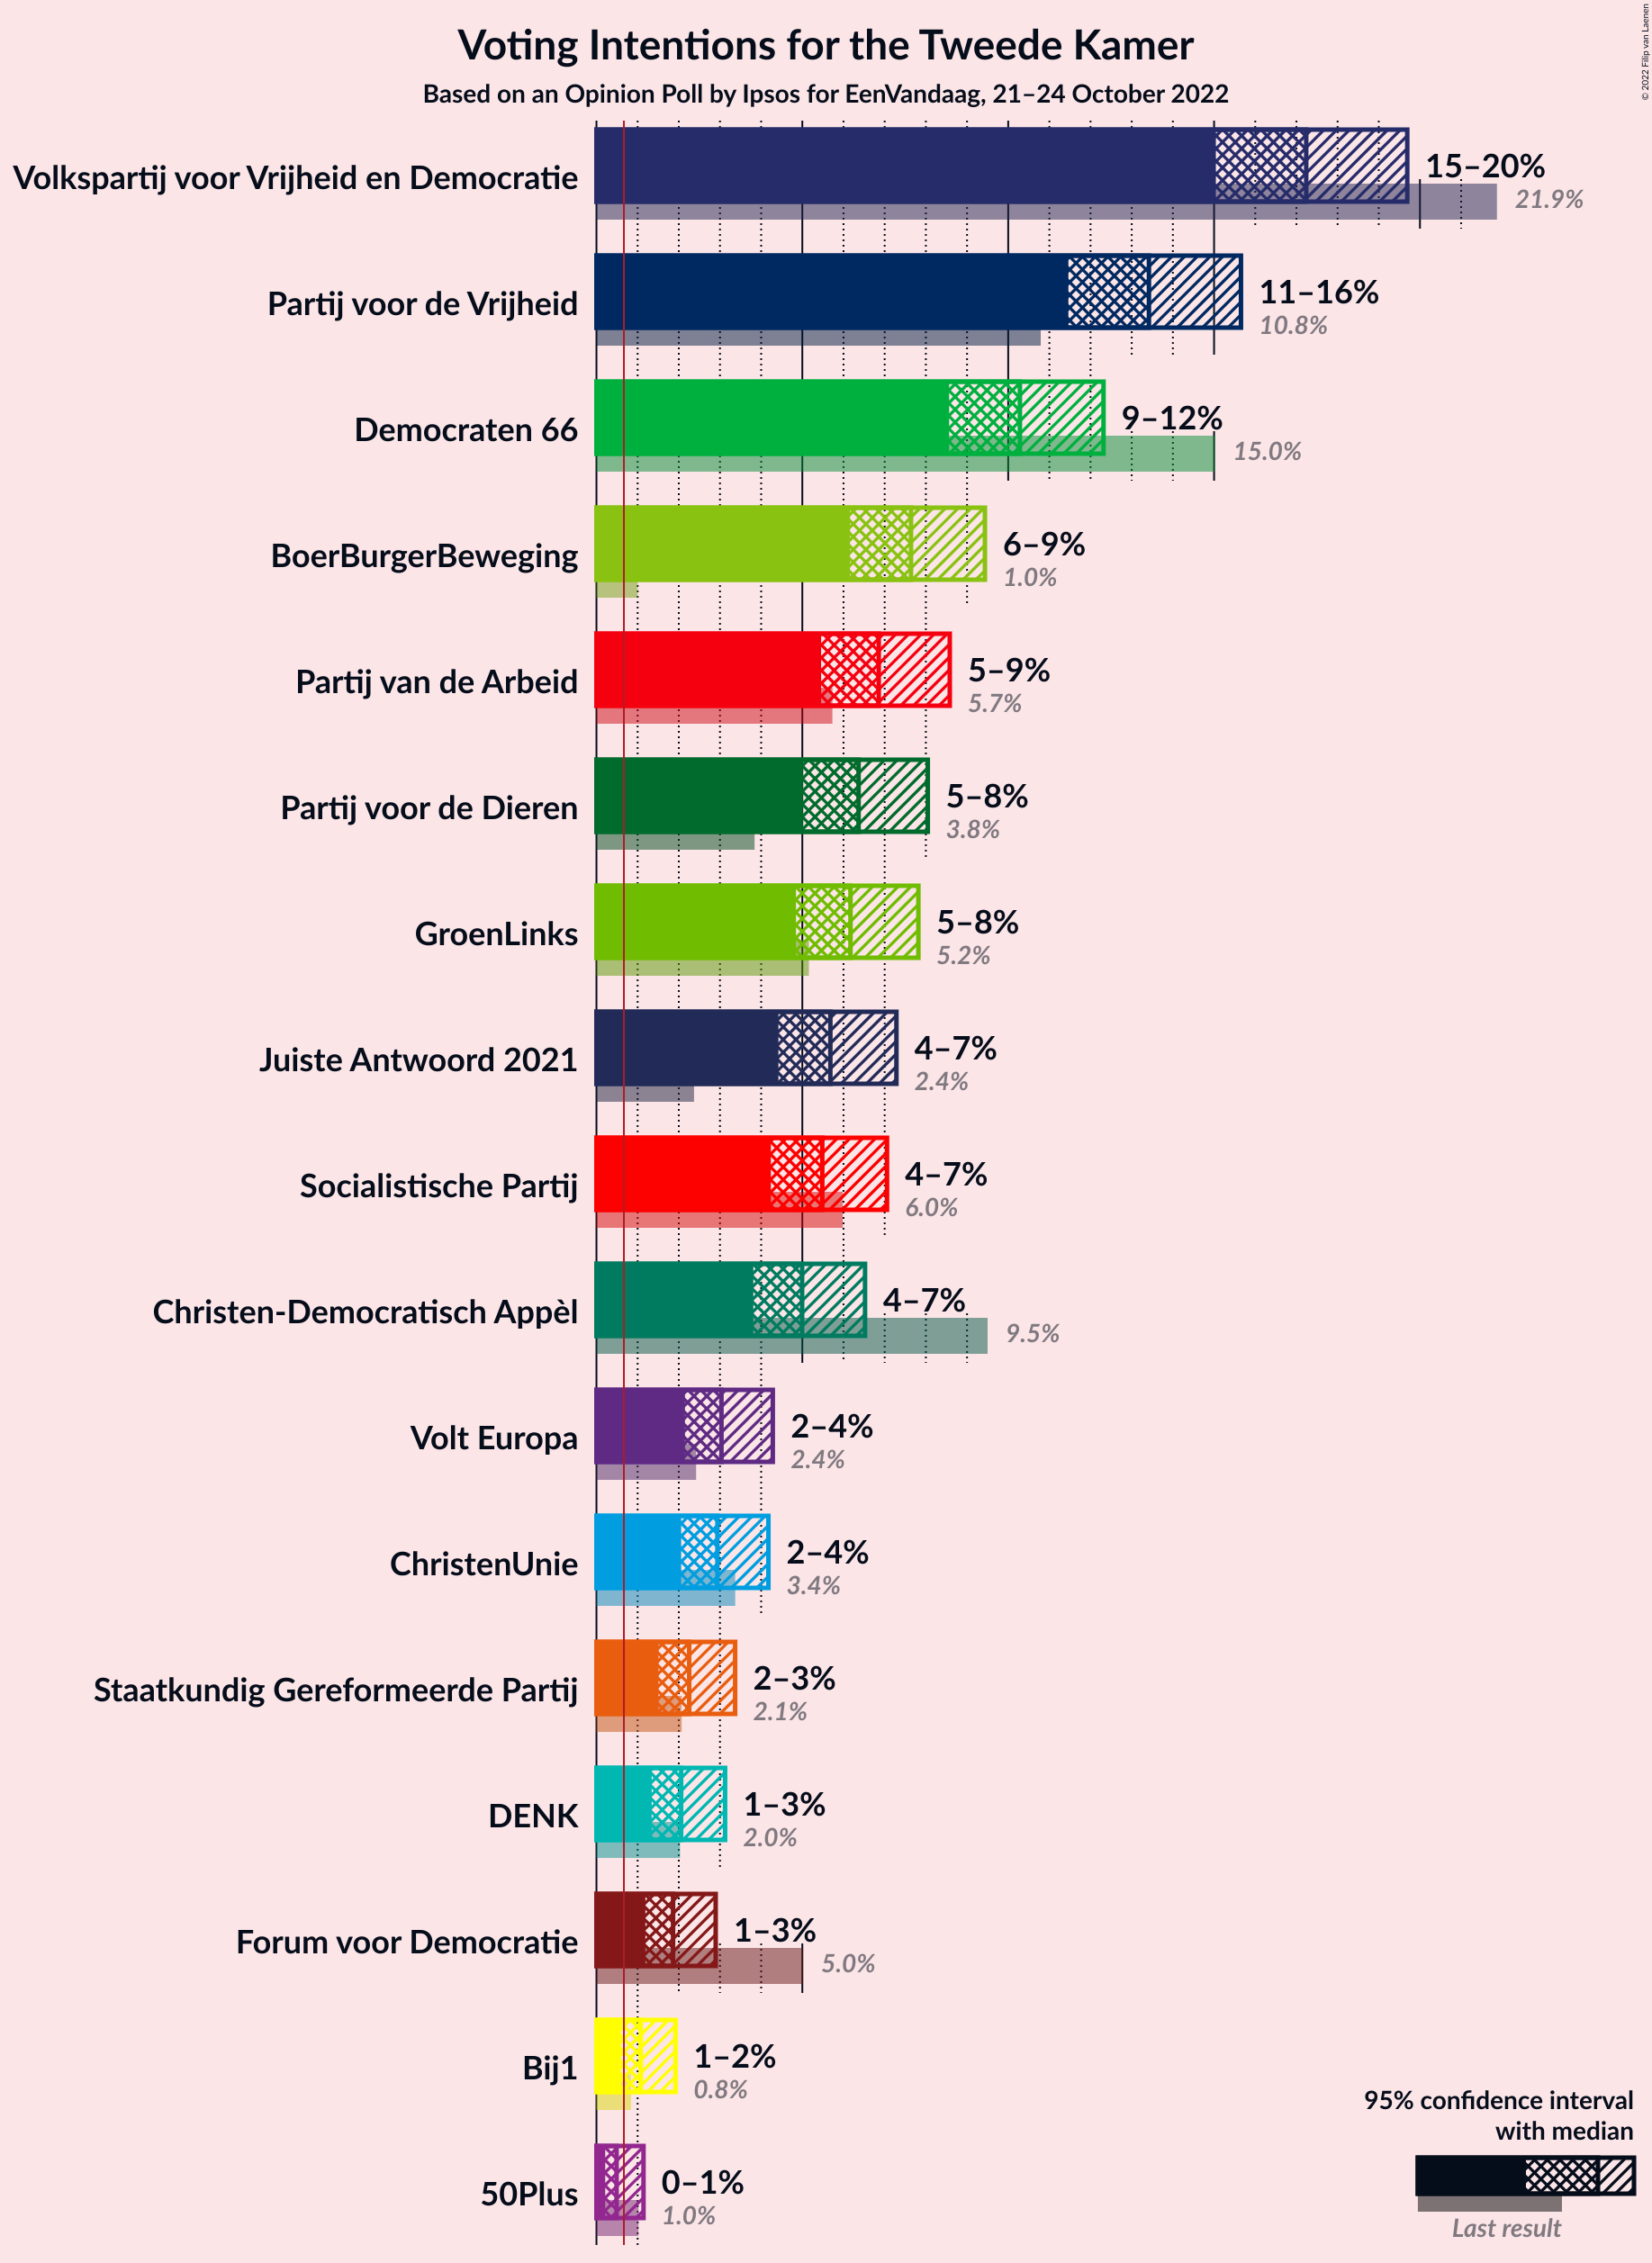 © 2022 Filip van Laenen
Voting Intentions for the Tweede Kamer
Based on an Opinion Poll by Ipsos for EenVandaag, 21–24 October 2022
Volkspartij voor Vrijheid en Democratie
15–20%
21.9%
Partij voor de Vrijheid
11–16%
10.8%
Democraten 66
9–12%
15.0%
BoerBurgerBeweging
6–9%
1.0%
Partij van de Arbeid
5–9%
5.7%
Partij voor de Dieren
5–8%
3.8%
GroenLinks
5–8%
5.2%
Juiste Antwoord 2021
4–7%
2.4%
Socialistische Partij
4–7%
6.0%
Christen-Democratisch Appèl
4–7%
9.5%
Volt Europa
2–4%
2.4%
ChristenUnie
2–4%
3.4%
Staatkundig Gereformeerde Partij
2–3%
2.1%
DENK
1–3%
2.0%
Forum voor Democratie
1–3%
5.0%
Bij1
1–2%
0.8%
50Plus
0–1%
1.0%
95% confidence interval
with median
Last result